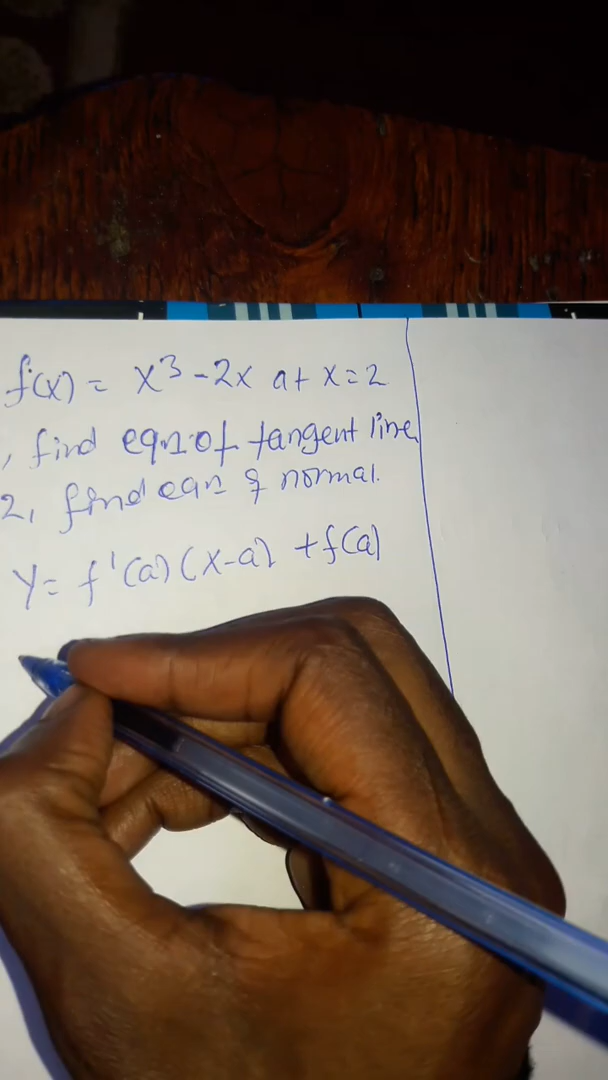 f(x) = x³-2x at x=2
, find eqn of tangent line
2, find eqn of normal.
y= f'(a)(x-a) +f(a)